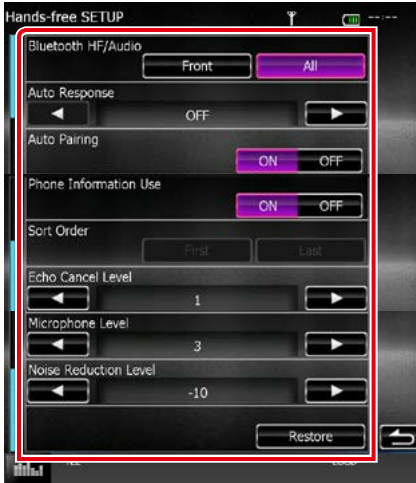 Hands-free SETUP --:--
Bluetooth HF/Audio
Front All
Auto Response
OFF
Auto Pairing
ON OFF
Phone Information Use
ON OFF
Sort Order
First Last
Echo Cancel Level
1
Microphone Level
3
Noise Reduction Level
-10
Restore